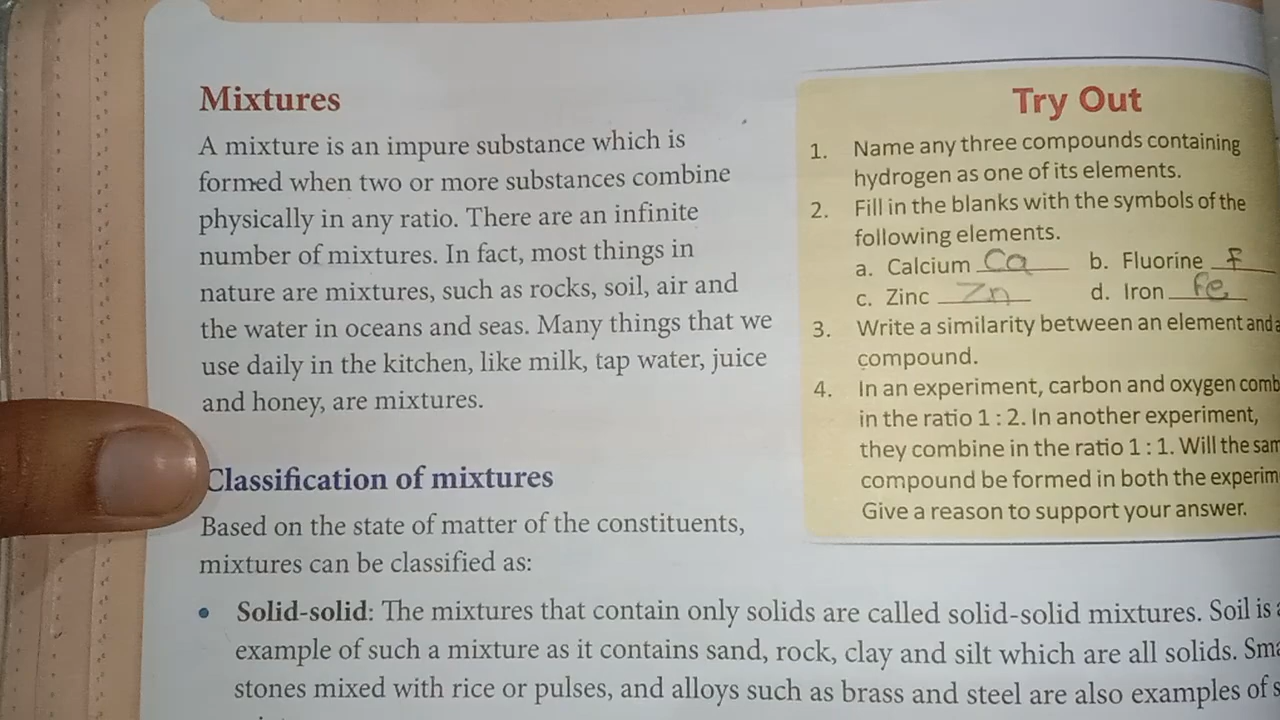 Mixtures
A mixture is an impure substance which is
formed when two or more substances combine
physically in any ratio. There are an infinite
number of mixtures. In fact, most things in
nature are mixtures, such as rocks, soil, air and
the water in oceans and seas. Many things that we
use daily in the kitchen, like milk, tap water, juice
and honey, are mixtures.
Classification of mixtures
Based on the state of matter of the constituents,
mixtures can be classified as:
• Solid-solid: The mixtures that contain only solids are called solid-solid mixtures. Soil is
example of such a mixture as it contains sand, rock, clay and silt which are all solids.
stones mixed with rice or pulses, and alloys such as brass and steel are also examples of
Try Out
1. Name any three compounds containing
hydrogen as one of its elements.
2. Fill in the blanks with the symbols of the
following elements.
a. Calcium Ca b. Fluorine F
c. Zinc Zn d. Iron Fe
3. Write a similarity between an element and
compound.
4. In an experiment, carbon and oxygen
in the ratio 1 : 2. In another experiment,
they combine in the ratio 1 : 1. Will the
compound be formed in both the
Give a reason to support your answer.